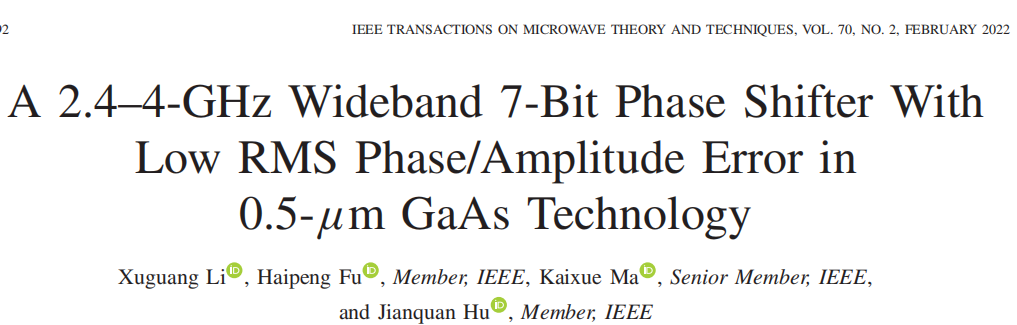 92 IEEE TRANSACTIONS ON MICROWAVE THEORY AND TECHNIQUES, VOL. 70, NO. 2, FEBRUARY 2022
A 2.4–4-GHz Wideband 7-Bit Phase Shifter With
Low RMS Phase/Amplitude Error in
0.5-μm GaAs Technology
Xuguang Li, Haipeng Fu, Member, IEEE, Kaixue Ma, Senior Member, IEEE,
and Jianquan Hu, Member, IEEE